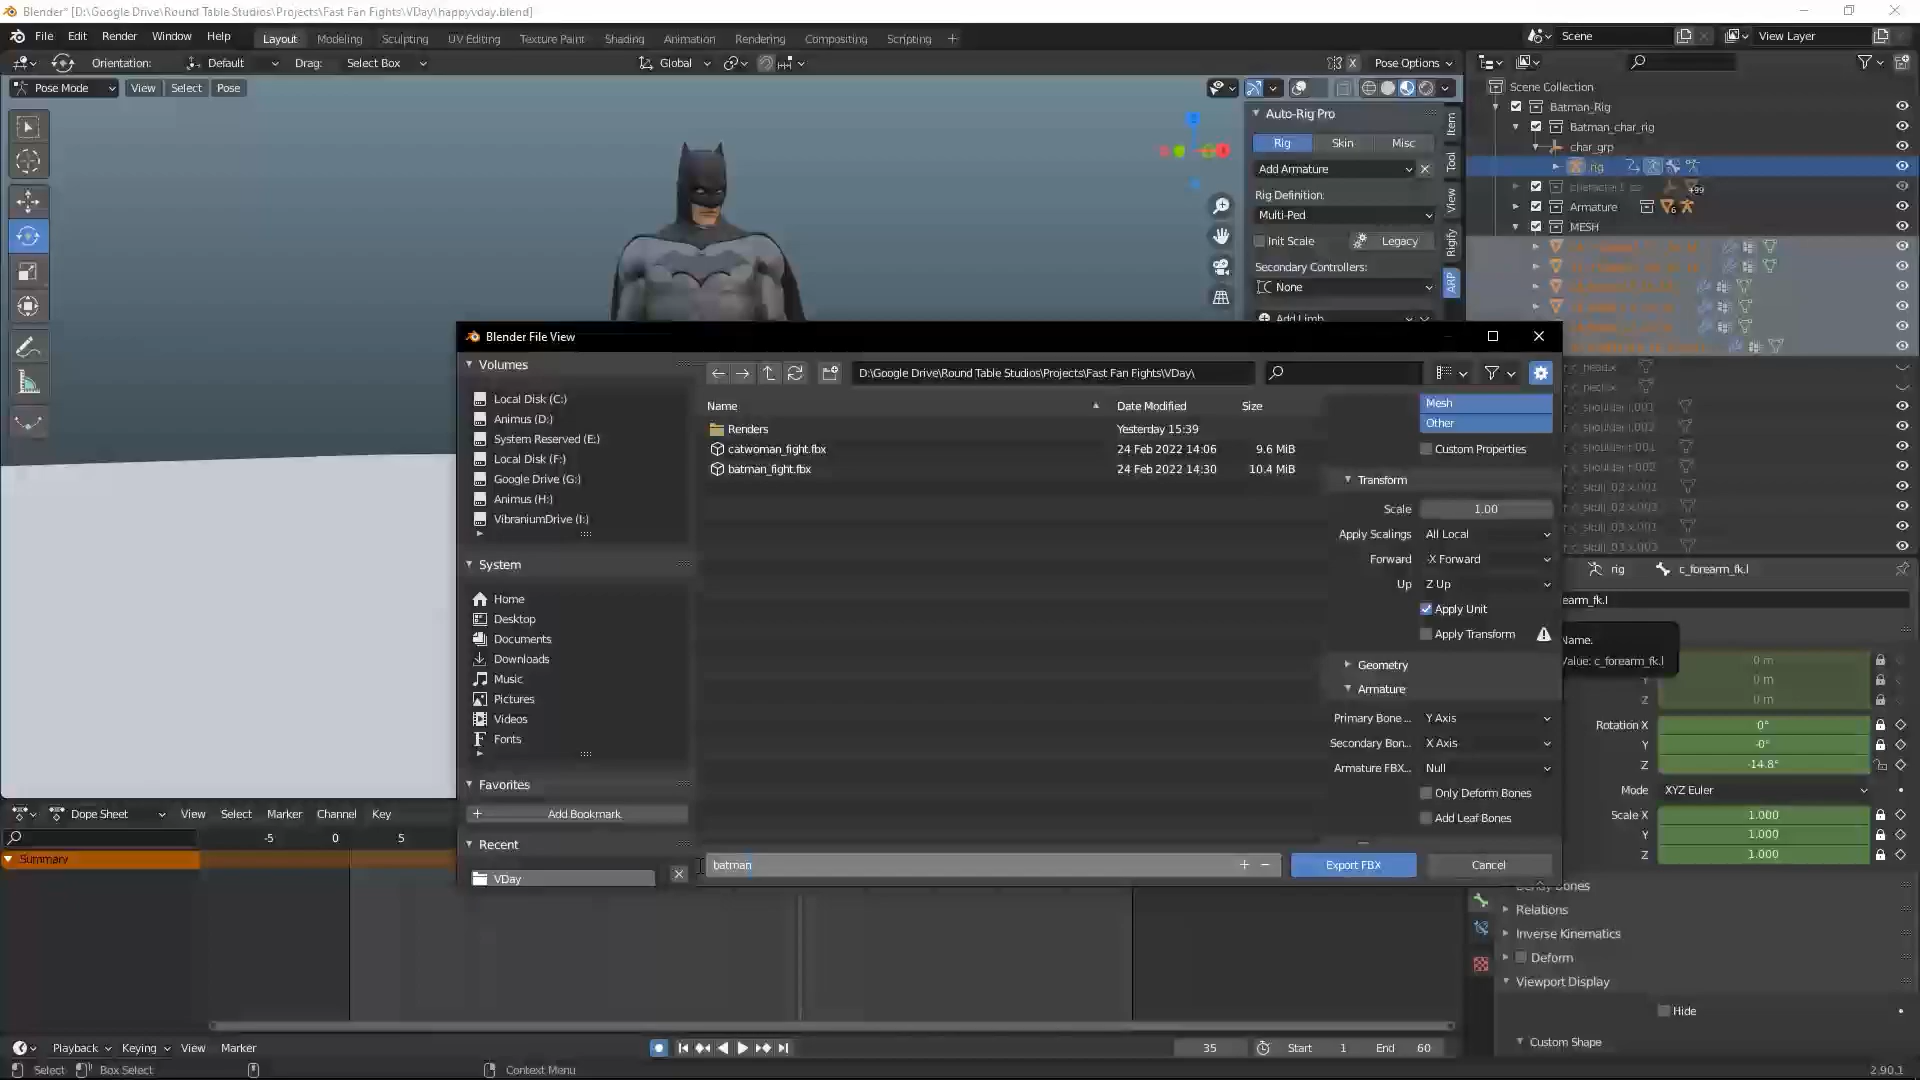 Blender* [D:\Google Drive\Round Table Studios\Projects\Fast Fan Fights\VDay\happyvday.blend]
File Edit Render Window Help Layout Modeling Sculpting UV Editing Texture Paint Shading Animation Rendering Compositing Scripting + Scene View Layer
Orientation: Default Drag: Select Box Global X Pose Options
Pose Mode View Select Pose
Scene Collection
Batman_Rig
Batman_char_rig
char_grp
rig
+99
Armature 6
MESH
Auto-Rig Pro
Rig Skin Misc
Add Armature
Rig Definition:
Multi-Ped
Init Scale Legacy
Secondary Controllers:
None
Add Limb
Item
Tool
View
Rigify
ARP
Blender File View
Volumes
Local Disk (C:)
Animus (D:)
System Reserved (E:)
Local Disk (F:)
Google Drive (G:)
Animus (H:)
VibraniumDrive (I:)
System
Home
Desktop
Documents
Downloads
Music
Pictures
Videos
Fonts
Favorites
Add Bookmark
Recent
VDay
D:\Google Drive\Round Table Studios\Projects\Fast Fan Fights\VDay\
Name Date Modified Size
Renders Yesterday 15:39
catwoman_fight.fbx 24 Feb 2022 14:06 9.6 MiB
batman_fight.fbx 24 Feb 2022 14:30 10.4 MiB
Mesh
Other
Custom Properties
Transform
Scale 1.00
Apply Scalings All Local
Forward -X Forward
Up Z Up
Apply Unit
Apply Transform
Geometry
Armature
Primary Bone ... Y Axis
Secondary Bon... X Axis
Armature FBX... Null
Only Deform Bones
Add Leaf Bones
batman
Export FBX Cancel
rig c_forearm_fk.l
earm_fk.l
Name.
Value: c_forearm_fk.l
0 m
Y 0 m
Z 0 m
Rotation X 0°
Y -0°
Z -14.8°
Mode XYZ Euler
Scale X 1.000
Y 1.000
Z 1.000
Bendy Bones
Relations
Inverse Kinematics
Deform
Viewport Display
Hide
Custom Shape
Dope Sheet View Select Marker Channel Key
-5 0 5
Summary
Playback Keying View Marker 35 Start 1 End 60
Select Box Select Context Menu 2.90.1